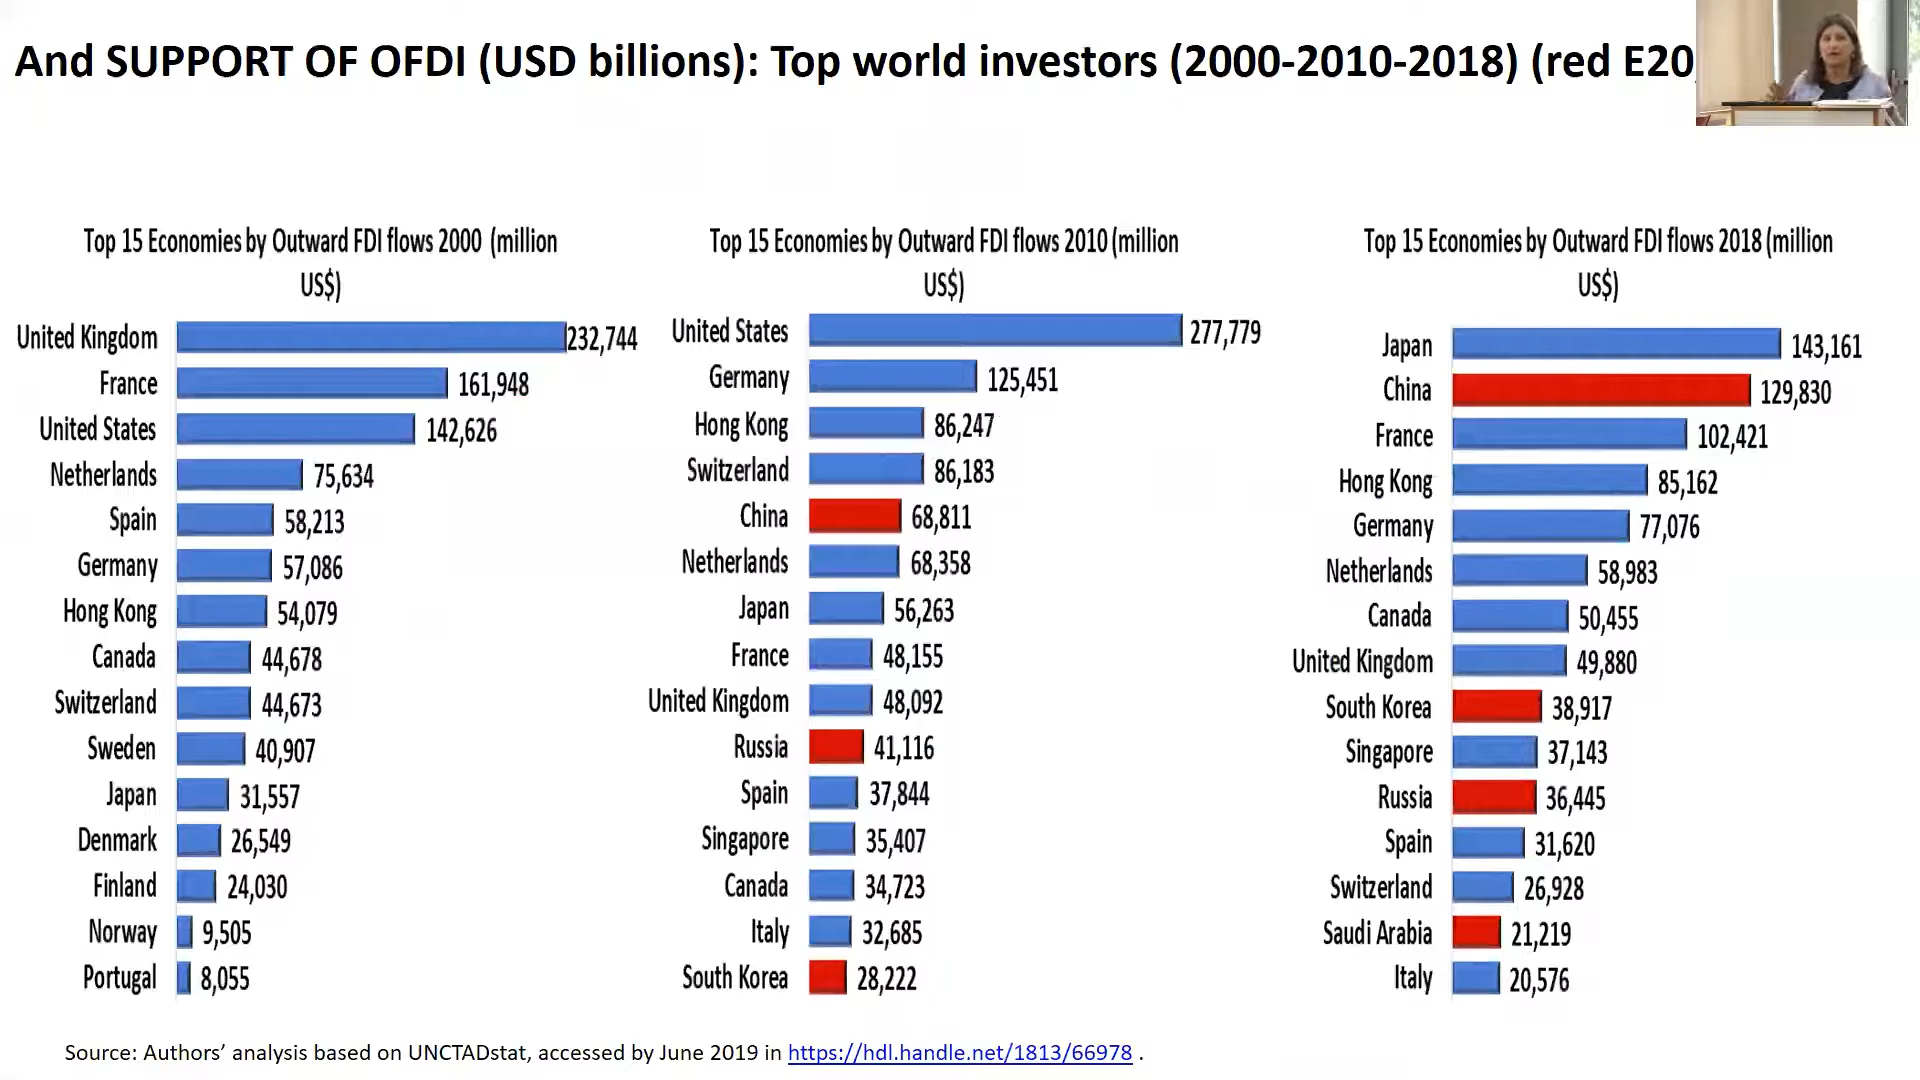 And SUPPORT OF OFDI (USD billions): Top world investors (2000-2010-2018) (red E20
Top 15 Economies by Outward FDI flows 2000 (million
US$)
United Kingdom 232,744
France 161,948
United States 142,626
Netherlands 75,634
Spain 58,213
Germany 57,086
Hong Kong 54,079
Canada 44,678
Switzerland 44,673
Sweden 40,907
Japan 31,557
Denmark 26,549
Finland 24,030
Norway 9,505
Portugal 8,055
Top 15 Economies by Outward FDI flows 2010 (million
US$)
United States 277,779
Germany 125,451
Hong Kong 86,247
Switzerland 86,183
China 68,811
Netherlands 68,358
Japan 56,263
France 48,155
United Kingdom 48,092
Russia 41,116
Spain 37,844
Singapore 35,407
Canada 34,723
Italy 32,685
South Korea 28,222
Top 15 Economies by Outward FDI flows 2018 (million
US$)
Japan 143,161
China 129,830
France 102,421
Hong Kong 85,162
Germany 77,076
Netherlands 58,983
Canada 50,455
United Kingdom 49,880
South Korea 38,917
Singapore 37,143
Russia 36,445
Spain 31,620
Switzerland 26,928
Saudi Arabia 21,219
Italy 20,576
Source: Authors’ analysis based on UNCTADstat, accessed by June 2019 in https://hdl.handle.net/1813/66978 .